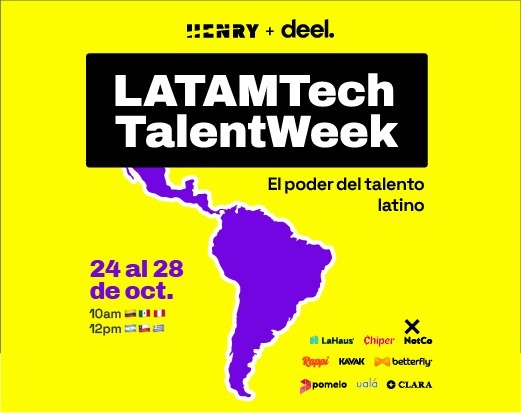 HENRY + deel.
LATAMTech
TalentWeek
El poder del talento
latino
24 al 28
de oct.
10am
12pm
LaHaus Chiper NotCo
Rappi KAVAK betterfly
pomelo ualá CLARA